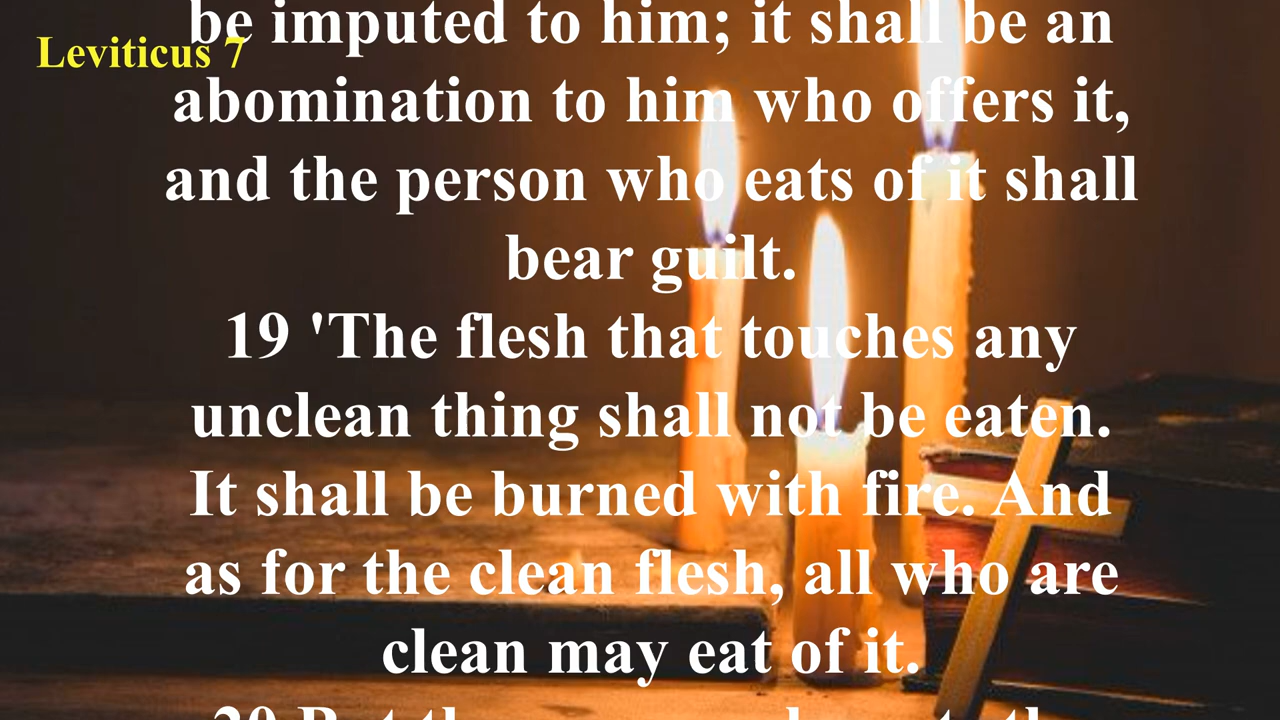 Leviticus 7
be imputed to him; it shall be an
abomination to him who offers it,
and the person who eats of it shall
bear guilt.
19 'The flesh that touches any
unclean thing shall not be eaten.
It shall be burned with fire. And
as for the clean flesh, all who are
clean may eat of it.
20 But the